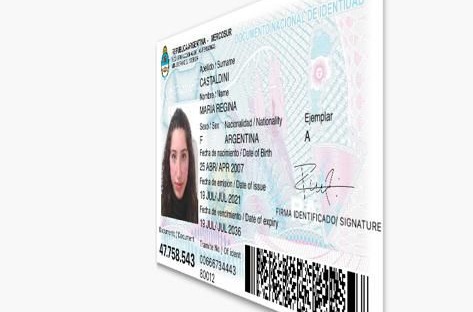 REPUBLICA ARGENTINA - MERCOSUR
DOCUMENTO NACIONAL DE IDENTIDAD
Apellido / Surname
CASTALDINI
Nombre / Name
MARIA REGINA
Sexo / Sex Nacionalidad / Nationality
F ARGENTINA
Ejemplar
A
Fecha de nacimiento / Date of Birth
25 ABR/ APR 2007
Fecha de emisión / Date of issue
19 JUL/ JUL 2021
Fecha de vencimiento / Date of expiry
19 JUL/ JUL 2036
FIRMA IDENTIFICADO/ SIGNATURE
Documento / Document
47.758.543
Trámite No / Of. ident
00666734443
80012